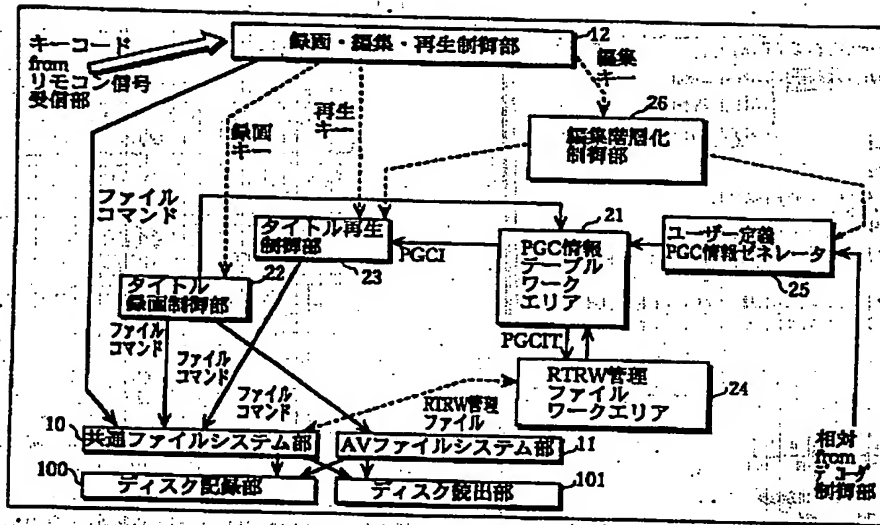 キーコード
from
リモコン信号
受信部
録画・編集・再生制御部
12
編集
キー
26
編集階層化
制御部
再生
キー
録画
キー
ファイル
コマンド
タイトル再生
制御部
23
PGCI
21
PGC情報
テーブル
ワーク
エリア
ユーザー定義
PGC情報ゼネレータ
25
22
タイトル
録画制御部
ファイル
コマンド
ファイル
コマンド
ファイル
コマンド
PGCIT
RTRW管理
ファイル
ワークエリア
24
RTRW管理
ファイル
10
共通ファイルシステム部
AVファイルシステム部
11
相対
from
デコーダ
制御部
100
ディスク記録部
ディスク読出部
101